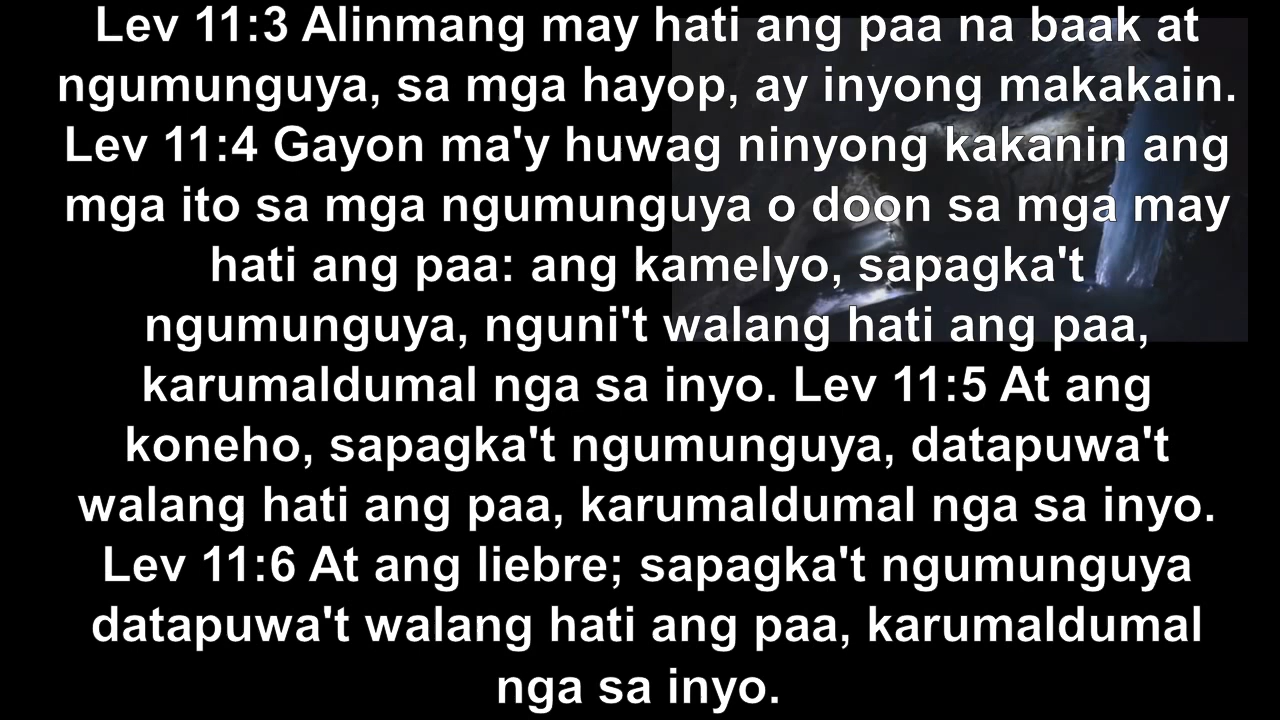 Lev 11:3 Alinmang may hati ang paa na baak at
ngumunguya, sa mga hayop, ay inyong makakain.
Lev 11:4 Gayon ma'y huwag ninyong kakanin ang
mga ito sa mga ngumunguya o doon sa mga may
hati ang paa: ang kamelyo, sapagka't
ngumunguya, nguni't walang hati ang paa,
karumaldumal nga sa inyo. Lev 11:5 At ang
koneho, sapagka't ngumunguya, datapuwa't
walang hati ang paa, karumaldumal nga sa inyo.
Lev 11:6 At ang liebre; sapagka't ngumunguya
datapuwa't walang hati ang paa, karumaldumal
nga sa inyo.